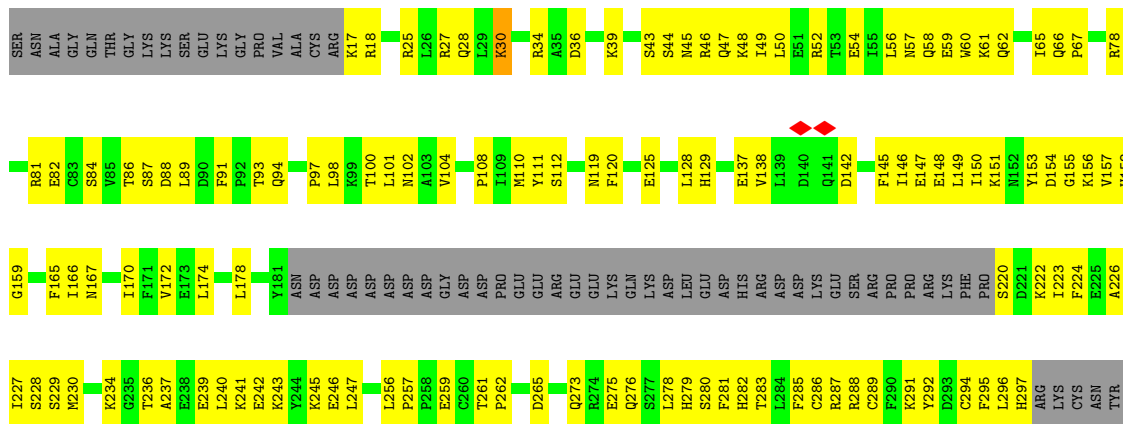 SER ASN ALA GLY GLN THR GLY LYS LYS SER GLU LYS GLY PRO VAL ALA CYS ARG K17 R18 R25 L26 R27 Q28 L29 K30 R34 A35 D36 K39 S43 S44 N45 R46 Q47 K48 I49 L50 E51 R52 T53 E54 I55 L56 N57 Q58 E59 W60 K61 Q62 I65 Q66 P67 R78
R81 E82 C83 S84 V85 T86 S87 D88 L89 D90 F91 P92 T93 Q94 P97 L98 K99 T100 L101 N102 A103 V104 P108 I109 M110 Y111 S112 N119 F120 E125 L128 H129 E137 V138 L139 D140 Q141 D142 F145 I146 E147 E148 L149 I150 K151 N152 Y153 D154 G155 K156 V157
G159 F165 I166 N167 I170 F171 V172 E173 L174 L178 Y181 ASN ASP ASP ASP ASP ASP ASP ASP GLY ASP PRO GLU GLU ARG GLU GLU LYS GLN LYS ASP LEU GLU ASP HIS ARG ASP ASP LYS GLU SER ARG PRO PRO ARG LYS PHE PRO S220 D221 K222 I223 F224 E225 A226
I227 S228 S229 M230 K234 G235 T236 A237 E238 E239 L240 K241 E242 K243 Y244 K245 E246 L247 L256 P257 P258 E259 C260 T261 P262 D265 Q273 R274 E275 Q276 S277 L278 H279 S280 F281 H282 T283 L284 F285 C286 R287 R288 C289 F290 K291 Y292 D293 C294 F295 L296 H297 ARG LYS CYS ASN TYR